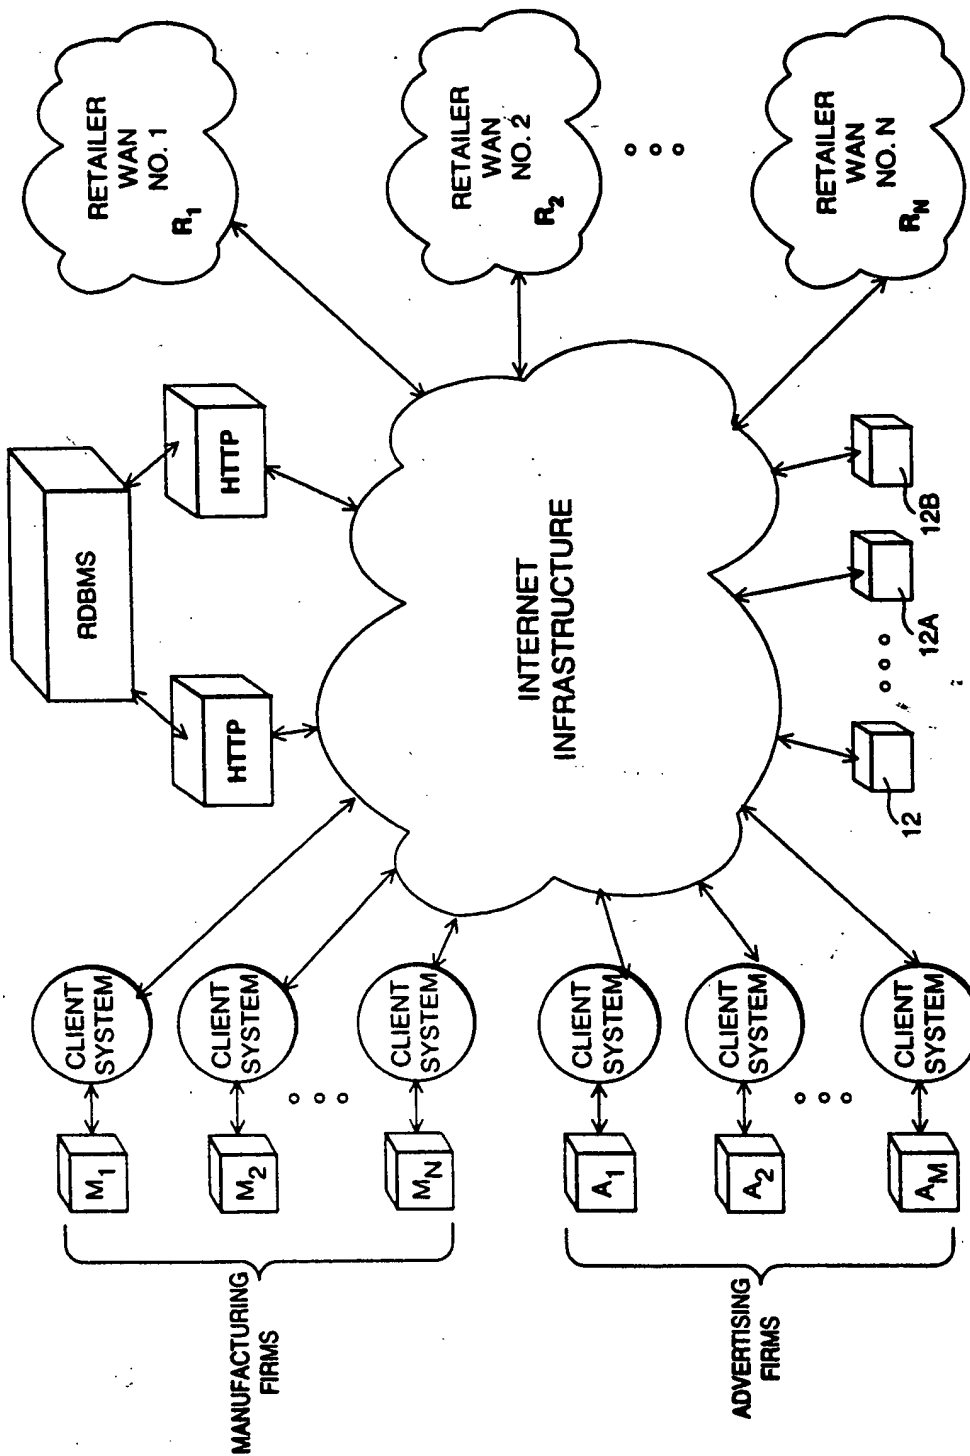 RETAILER
WAN
NO. 1
R1
RETAILER
WAN
NO. 2
R2
RETAILER
WAN
NO. N
RN
RDBMS
HTTP
HTTP
INTERNET
INFRASTRUCTURE
12
12A
12B
CLIENT
SYSTEM
CLIENT
SYSTEM
CLIENT
SYSTEM
CLIENT
SYSTEM
CLIENT
SYSTEM
CLIENT
SYSTEM
M1
M2
MN
A1
A2
AM
MANUFACTURING
FIRMS
ADVERTISING
FIRMS